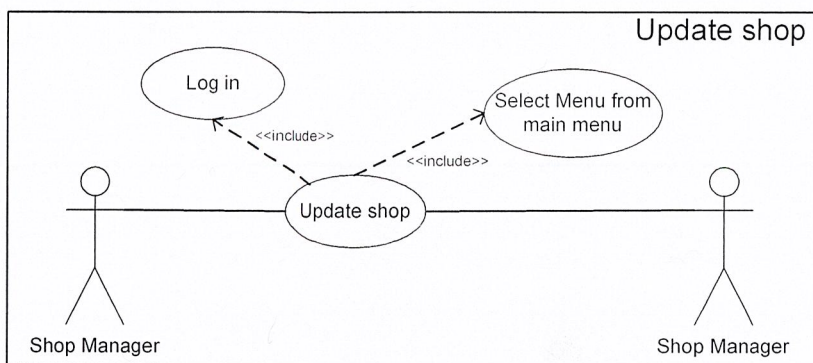 Update shop
Log in
Select Menu from
main menu
<<include>>
<<include>>
Update shop
Shop Manager
Shop Manager